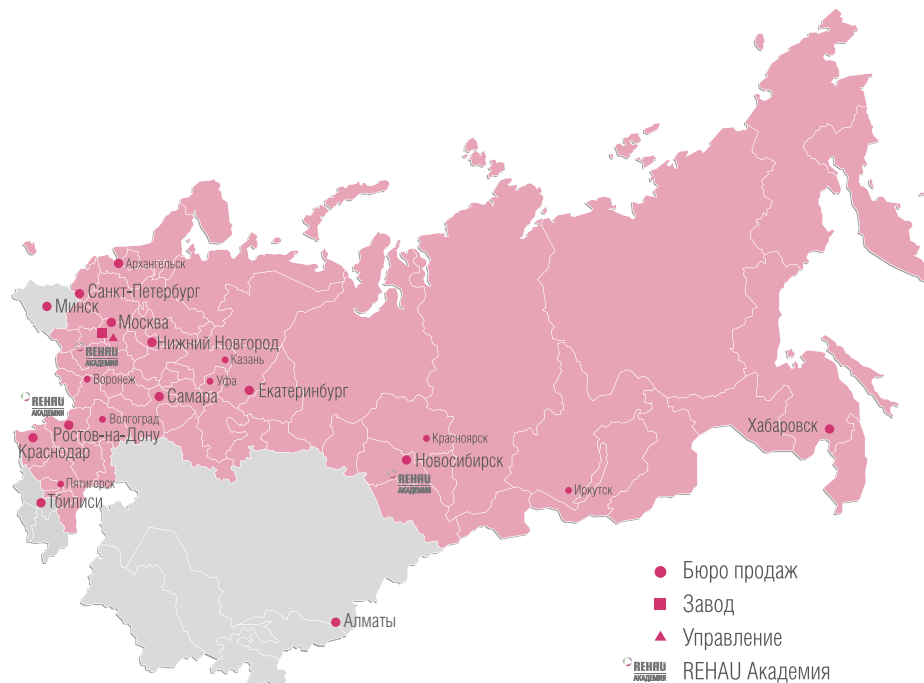 Архангельск
Санкт-Петербург
Минск
Москва
Нижний Новгород
REHAU
АКАДЕМИЯ
Казань
Воронеж
Уфа
Екатеринбург
Самара
REHAU
АКАДЕМИЯ
Волгоград
Ростов-на-Дону
Краснодар
Хабаровск
Красноярск
Новосибирск
REHAU
АКАДЕМИЯ
Пятигорск
Иркутск
Тбилиси
Алматы
Бюро продаж
Завод
Управление
REHAU
АКАДЕМИЯ
REHAU Академия